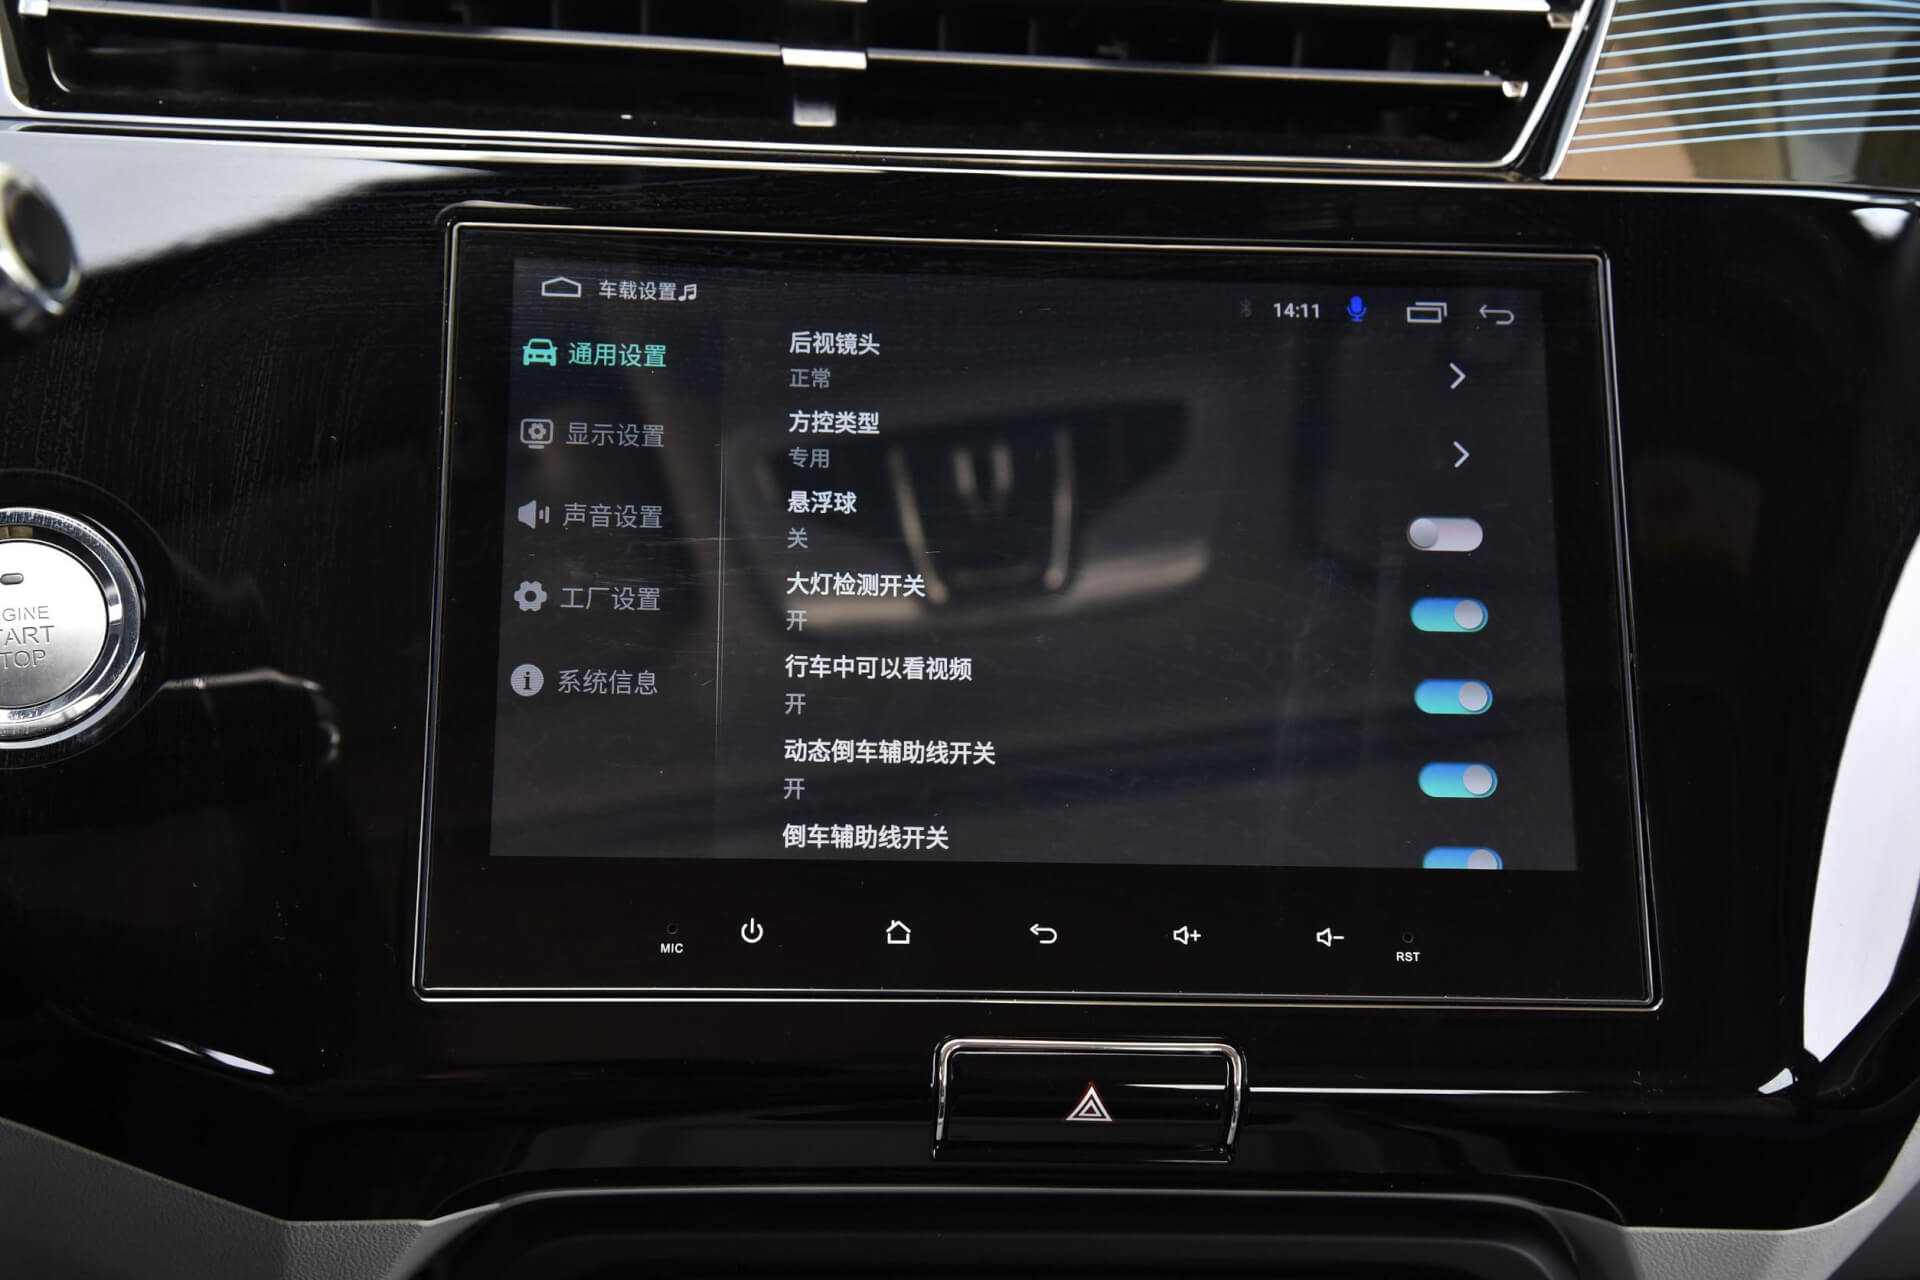 车载设置
14:11
通用设置
显示设置
声音设置
工厂设置
系统信息
后视镜头
正常
方控类型
专用
悬浮球
关
大灯检测开关
开
行车中可以看视频
开
动态倒车辅助线开关
开
倒车辅助线开关
MIC
RST